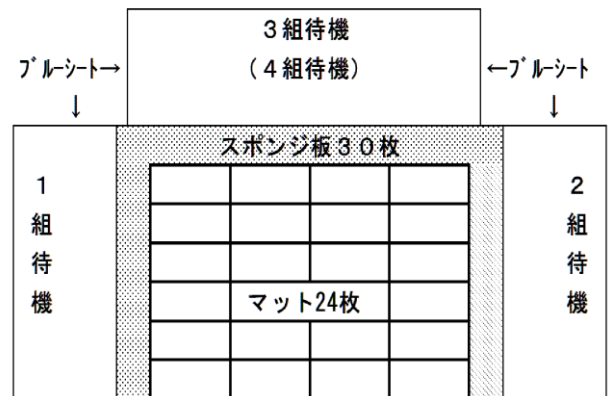 3組待機
ﾌﾞﾙｰｼｰﾄ→
(4組待機)
←ﾌﾞﾙｰｼｰﾄ
↓
↓
スポンジ板30枚
1組待機
2組待機
マット24枚